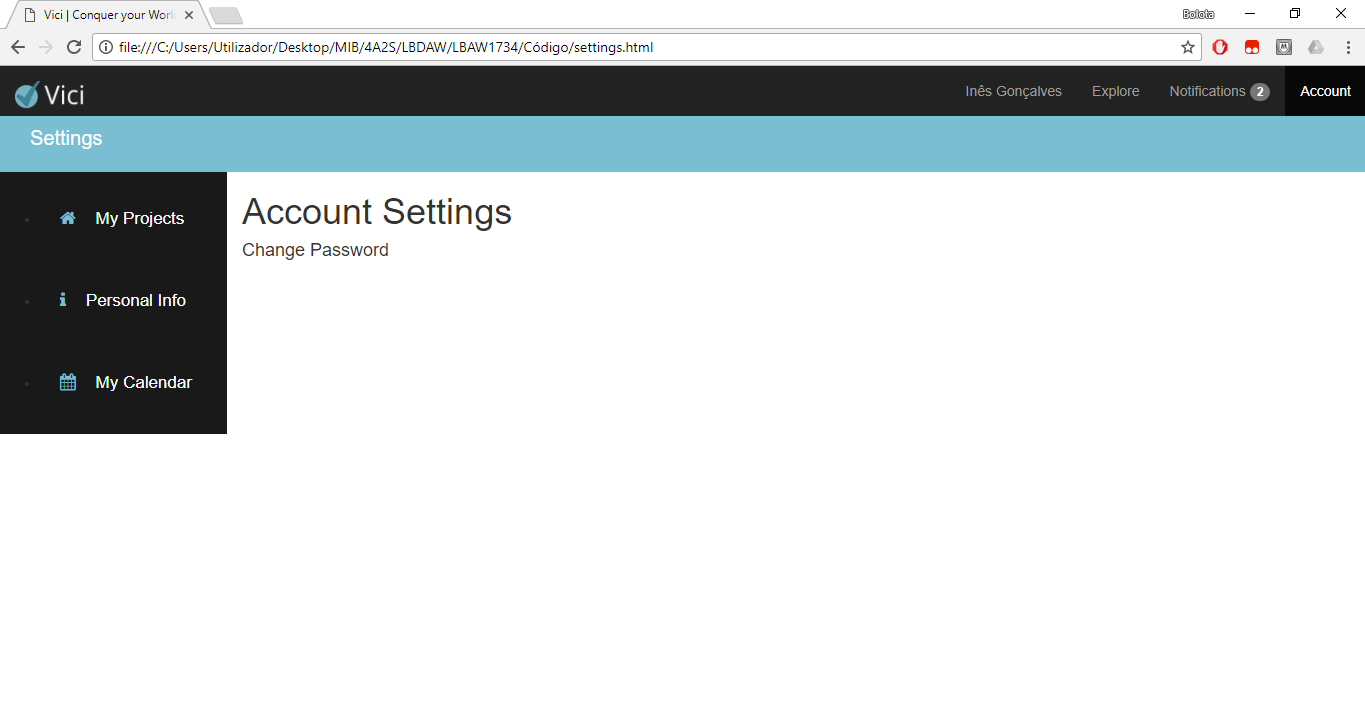 Vici | Conquer your Worl
Bolota
file:///C:/Users/Utilizador/Desktop/MIB/4A2S/LBDAW/LBAW1734/Código/settings.html
Vici
Inês Gonçalves
Explore
Notifications 2
Account
Settings
My Projects
Personal Info
My Calendar
Account Settings
Change Password